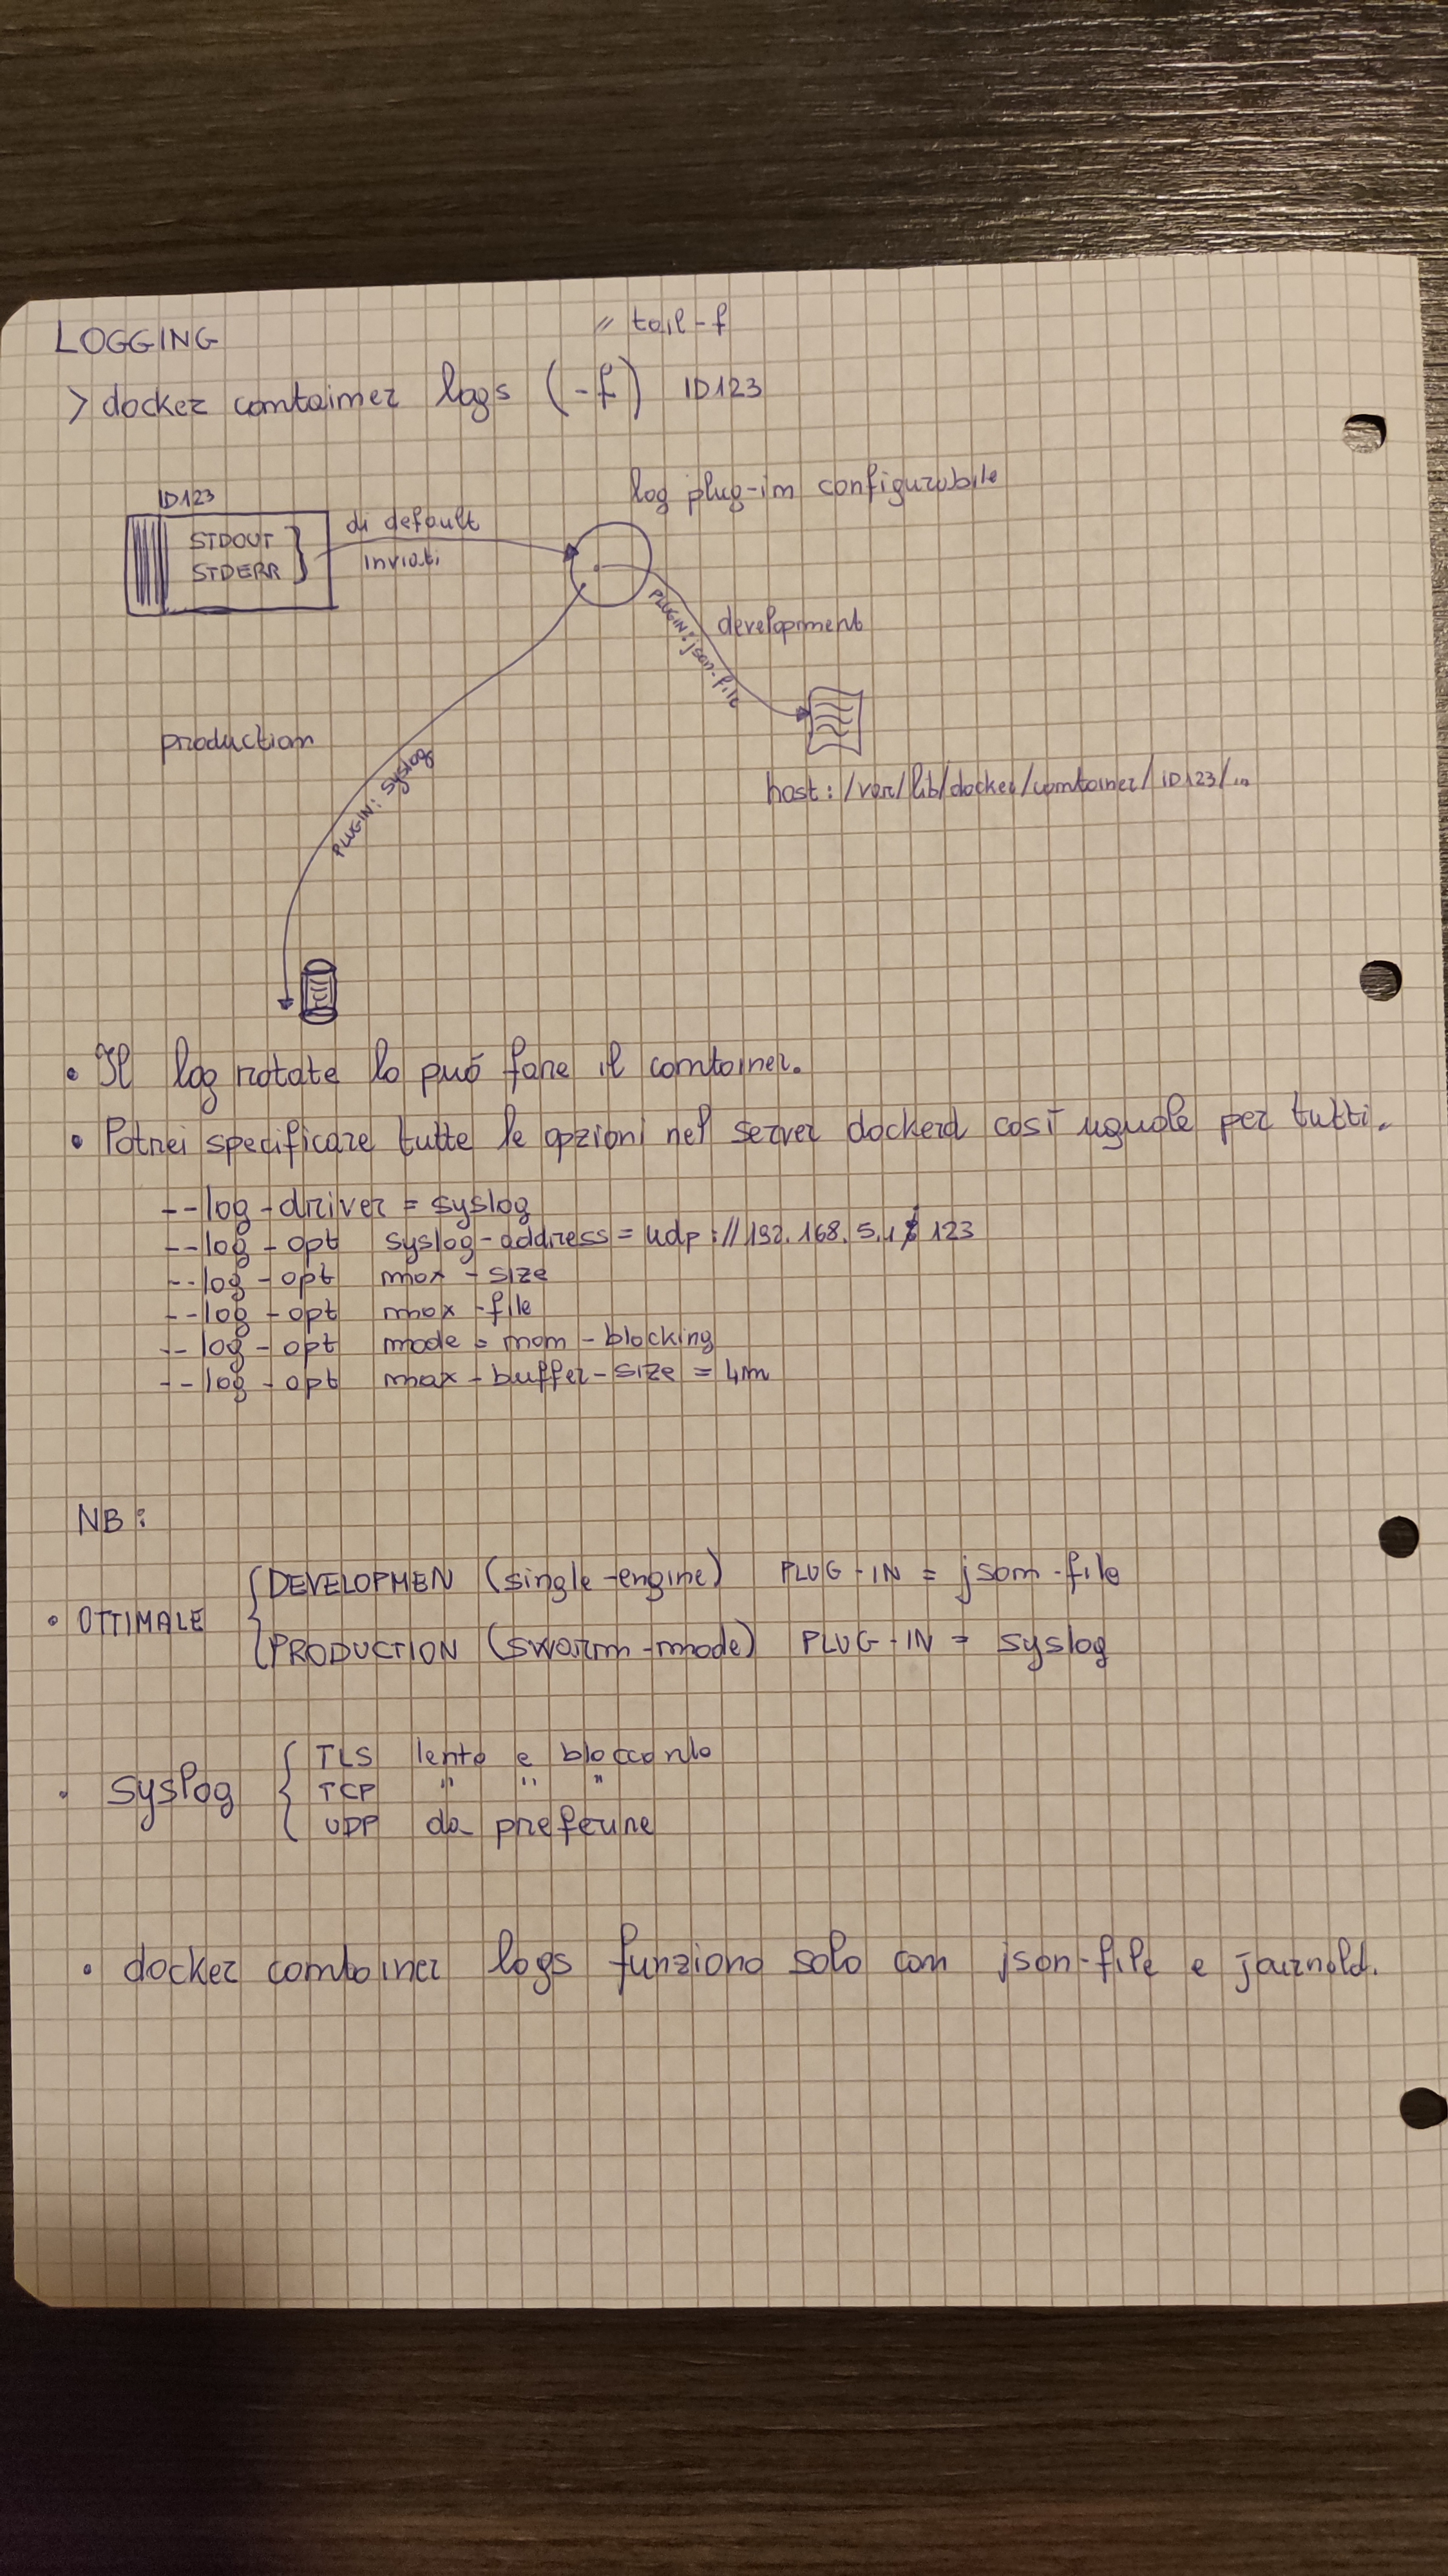 LOGGING
// tail -f
> docker container logs (-f) ID123
log plug-in configurabile
ID123
STDOUT
STDERR
di default
inviati
PLUGIN: json-file
development
production
PLUGIN: syslog
host: /var/lib/docker/container/ID123/...
• Il log rotate lo può fare il container.
• Potrei specificare tutte le opzioni nel server dockerd così uguale per tutti.
--log-driver = syslog
--log-opt syslog-address = udp://192.168.5.1 123
--log-opt max-size
--log-opt max-file
--log-opt mode = non-blocking
--log-opt max-buffer-size = 4m
NB:
• OTTIMALE
DEVELOPMEN (single-engine) PLUG-IN = json-file
PRODUCTION (swarm-mode) PLUG-IN = syslog
• syslog
TLS lento e bloccante
TCP " " "
UDP da preferire
• docker container logs funziona solo con json-file e journald.